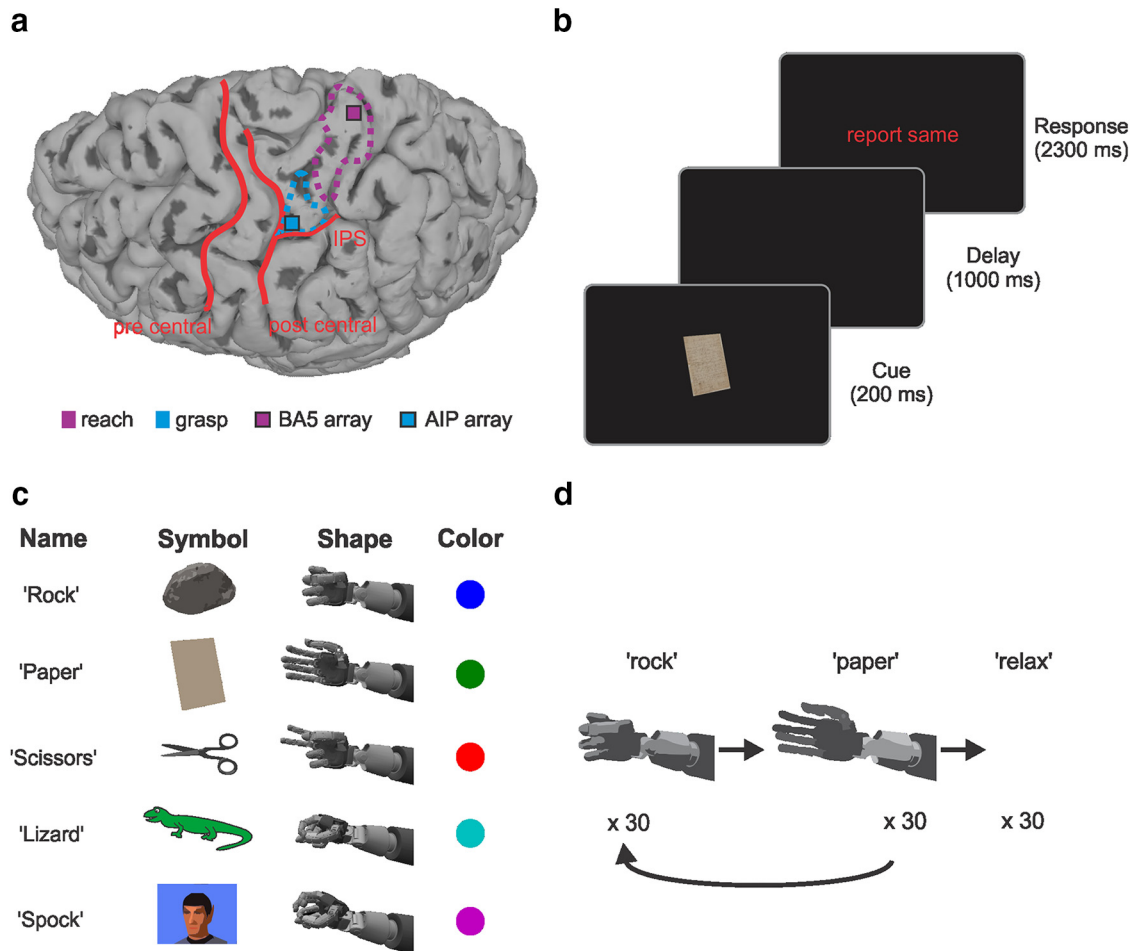 a
IPS
pre central
post central
reach
grasp
BA5 array
AIP array
b
report same
Response
(2300 ms)
Delay
(1000 ms)
Cue
(200 ms)
c
Name Symbol Shape Color
'Rock'
'Paper'
'Scissors'
'Lizard'
'Spock'
d
'rock' 'paper' 'relax'
x 30 x 30 x 30